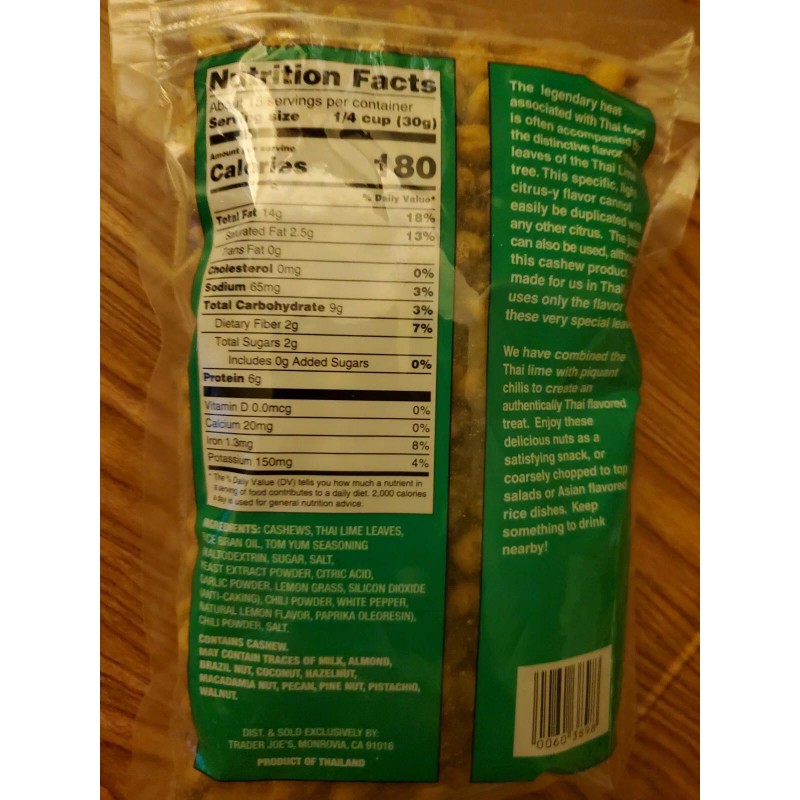 Nutrition Facts
About 15 servings per container
Serving size 1/4 cup (30g)
Amount per serving
Calories 180
% Daily Value*
Total Fat 14g 18%
Saturated Fat 2.5g 13%
Trans Fat 0g
Cholesterol 0mg 0%
Sodium 65mg 3%
Total Carbohydrate 9g 3%
Dietary Fiber 2g 7%
Total Sugars 2g
Includes 0g Added Sugars 0%
Protein 6g
Vitamin D 0.0mcg 0%
Calcium 20mg 0%
Iron 1.3mg 8%
Potassium 150mg 4%
* The % Daily Value (DV) tells you how much a nutrient in
a serving of food contributes to a daily diet. 2,000 calories
a day is used for general nutrition advice.
INGREDIENTS: CASHEWS, THAI LIME LEAVES,
RICE BRAN OIL, TOM YUM SEASONING
MALTODEXTRIN, SUGAR, SALT,
YEAST EXTRACT POWDER, CITRIC ACID,
GARLIC POWDER, LEMON GRASS, SILICON DIOXIDE
(ANTI-CAKING), CHILI POWDER, WHITE PEPPER,
NATURAL LEMON FLAVOR, PAPRIKA OLEORESIN),
CHILI POWDER, SALT.
CONTAINS CASHEW.
MAY CONTAIN TRACES OF MILK, ALMOND,
BRAZIL NUT, COCONUT, HAZELNUT,
MACADAMIA NUT, PECAN, PINE NUT, PISTACHIO,
WALNUT.
DIST. & SOLD EXCLUSIVELY BY:
TRADER JOE'S, MONROVIA, CA 91016
PRODUCT OF THAILAND
The legendary heat
associated with Thai food
is often accompanied by
the distinctive flavor
leaves of the Thai Lime
tree. This specific, light
citrus-y flavor cannot
easily be duplicated with
any other citrus. The
can also be used,
this cashew product
made for us in
uses only the flavor
these very special
We have combined the
Thai lime with piquant
chilis to create an
authentically Thai flavored
treat. Enjoy these
delicious nuts as a
satisfying snack, or
coarsely chopped to top
salads or Asian flavored
rice dishes. Keep
something to drink
nearby!
0060 3898